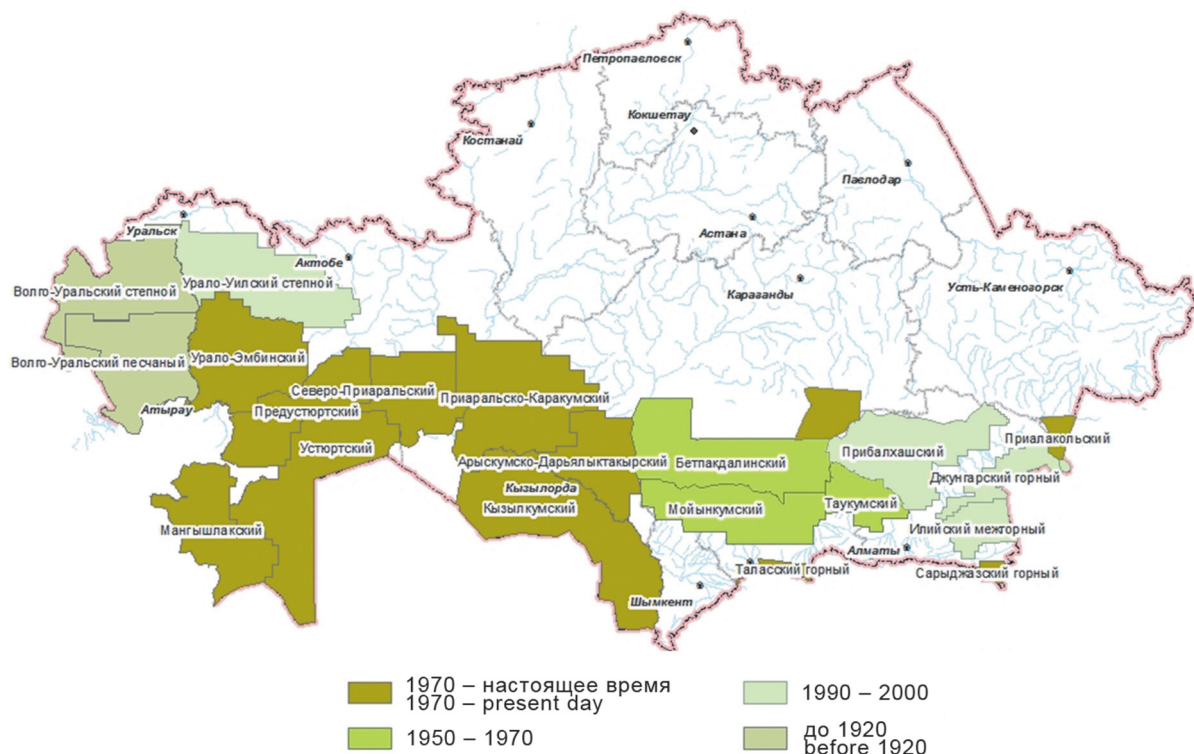 Петропавловск
Кокшетау
Костанай
Павлодар
Астана
Уральск
Актобе
Урало-Уилский степной
Волго-Уральский степной
Караганды
Усть-Каменогорск
Волго-Уральский песчаный
Урало-Эмбинский
Северо-Приаральский
Приаральско-Каракумский
Атырау
Предустюртский
Устюртский
Приалакольский
Прибалхашский
Арыскумско-Дарьялыктакырский
Бетпакдалинский
Джунгарский горный
Кызылорда
Кызылкумский
Мойынкумский
Таукумский
Мангышлакский
Илийский межгорный
Алматы
Таласский горный
Сарыджазский горный
Шымкент
1970 – настоящее время
1970 – present day
1950 – 1970
1990 – 2000
до 1920
before 1920